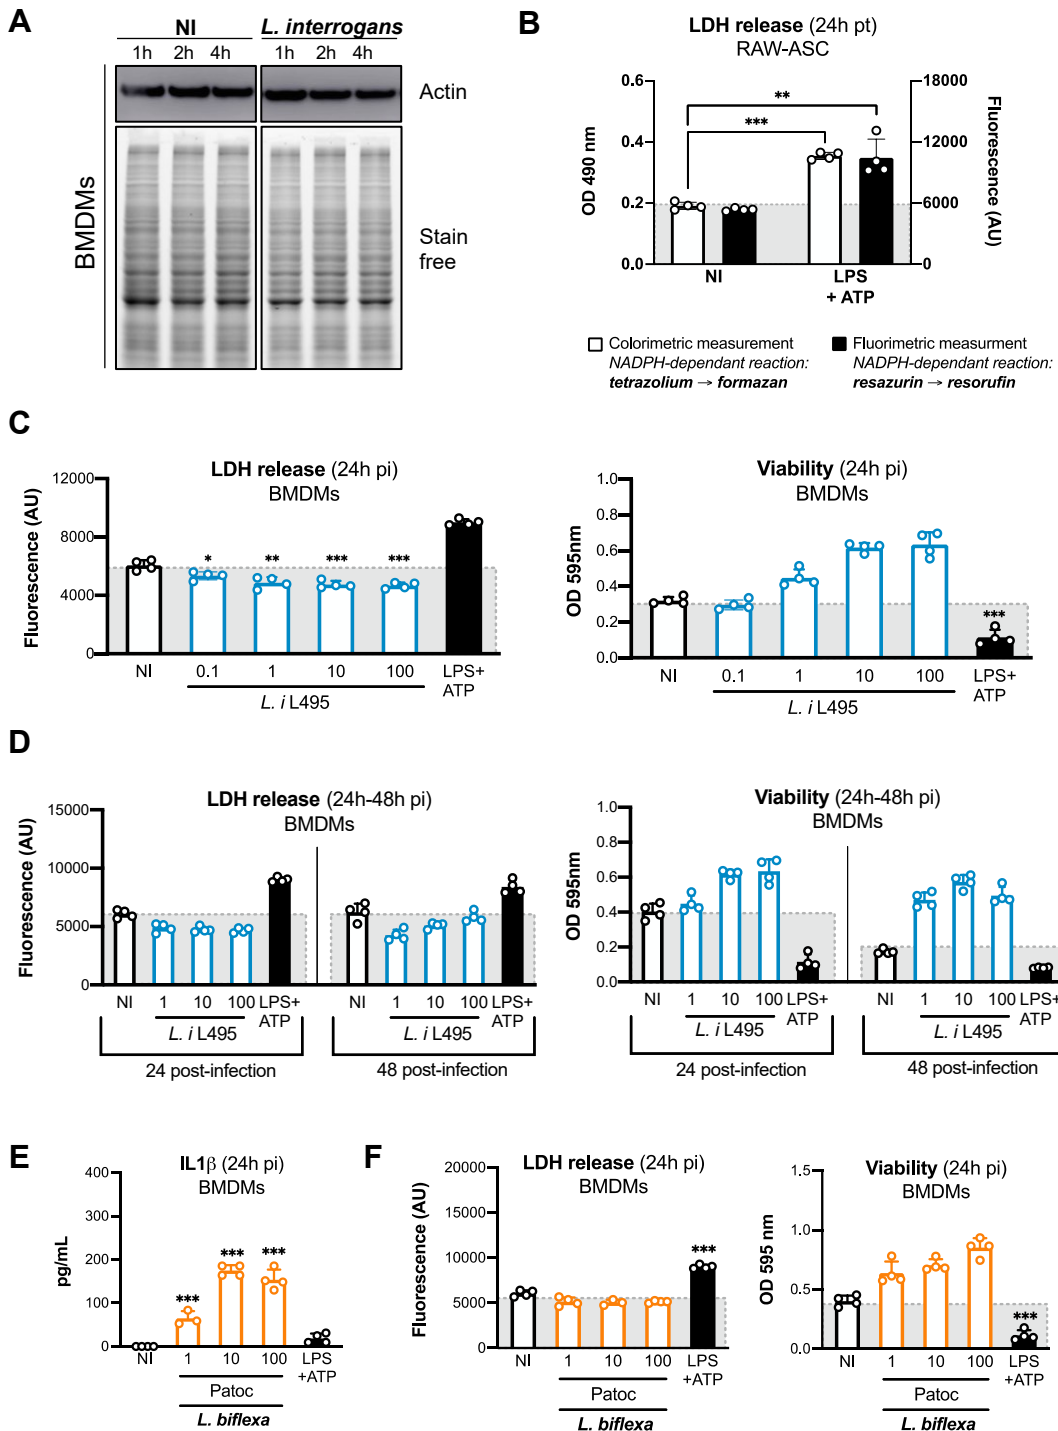 A
NI
L. interrogans
1h 2h 4h 1h 2h 4h
Actin
Stain
free
BMDMs
B
LDH release (24h pt)
RAW-ASC
OD 490 nm
0.6
0.4
0.2
0.0
Fluorescence (AU)
18000
12000
6000
0
**
***
NI
LPS
+ ATP
Colorimetric measurement
NADPH-dependant reaction:
tetrazolium → formazan
Fluorimetric measurment
NADPH-dependant reaction:
resazurin → resorufin
C
LDH release (24h pi)
BMDMs
Fluorescence (AU)
12000
8000
4000
0
* ** *** ***
NI 0.1 1 10 100 LPS+
ATP
L. i L495
Viability (24h pi)
BMDMs
OD 595nm
1.0
0.8
0.6
0.4
0.2
0.0
***
NI 0.1 1 10 100 LPS+
ATP
L. i L495
D
LDH release (24h-48h pi)
BMDMs
Fluorescence (AU)
15000
10000
5000
0
NI 1 10 100 LPS+
ATP
L. i L495
24 post-infection
NI 1 10 100 LPS+
ATP
L. i L495
48 post-infection
Viability (24h-48h pi)
BMDMs
OD 595nm
1.0
0.8
0.6
0.4
0.2
0.0
NI 1 10 100 LPS+
ATP
L. i L495
24 post-infection
NI 1 10 100 LPS+
ATP
L. i L495
48 post-infection
E
IL1β (24h pi)
BMDMs
pg/mL
400
300
200
100
0
*** *** ***
NI 1 10 100 LPS
+ATP
Patoc
L. biflexa
F
LDH release (24h pi)
BMDMs
Fluorescence (AU)
20000
15000
10000
5000
0
***
NI 1 10 100 LPS
+ATP
Patoc
L. biflexa
Viability (24h pi)
BMDMs
OD 595 nm
1.5
1.0
0.5
0.0
***
NI 1 10 100 LPS
+ATP
Patoc
L. biflexa